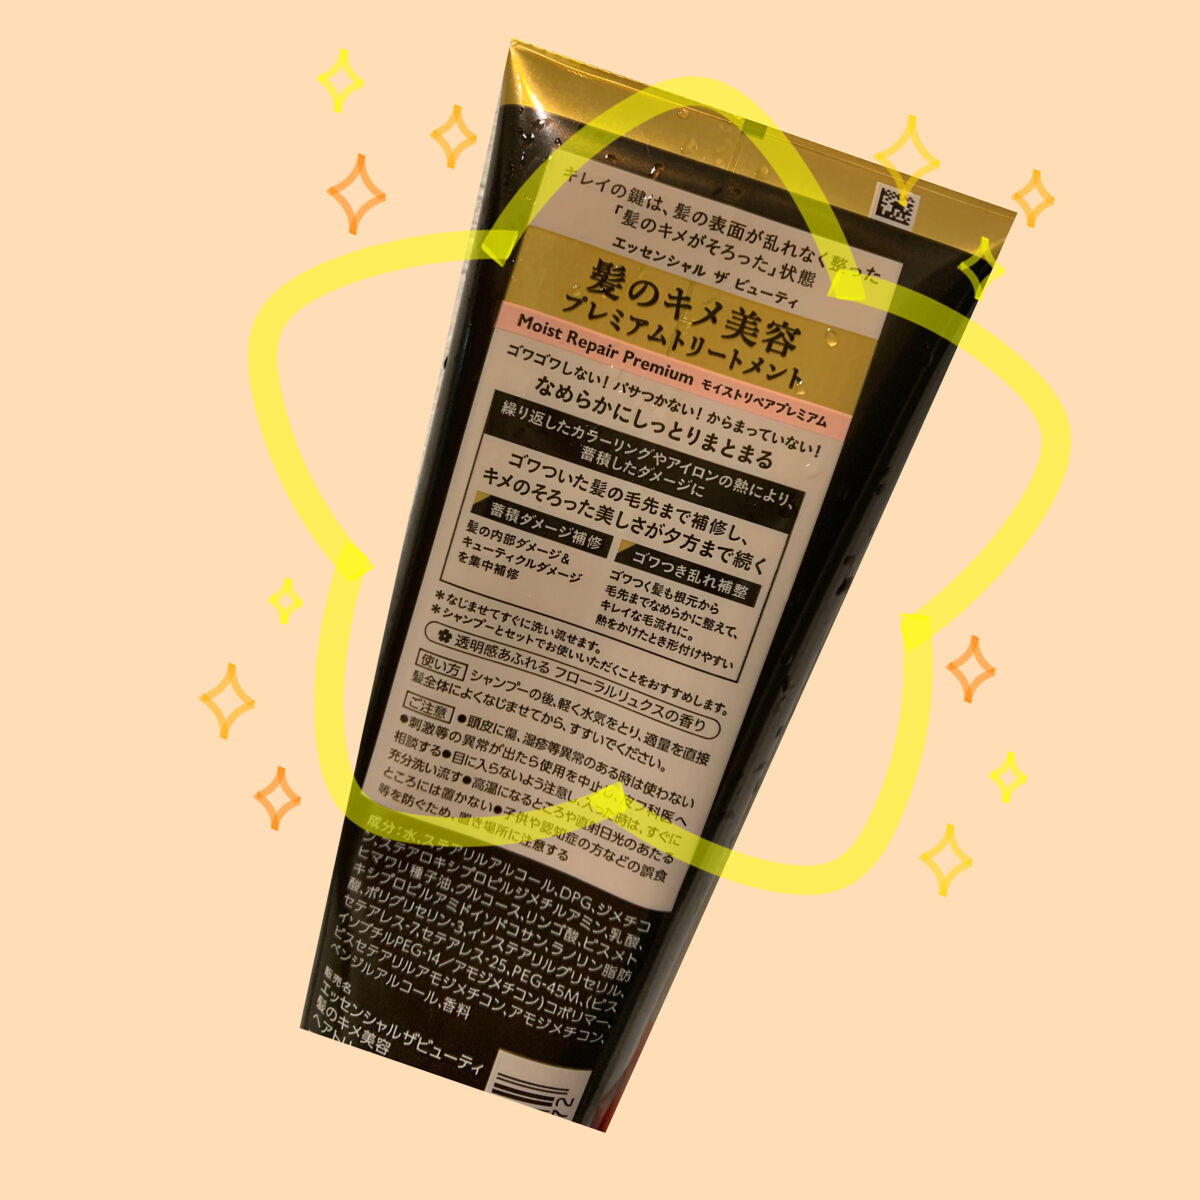 キレイの鍵は、髪の表面が乱れなく整った
「髪のキメがそろった」状態
エッセンシャル ザ ビューティ
髪のキメ美容
プレミアムトリートメント
Moist Repair Premium モイストリペアプレミアム
ゴワゴワしない！パサつかない！からまっていない！
なめらかにしっとりまとまる
繰り返したカラーリングやアイロンの熱により、
蓄積したダメージに
ゴワついた髪の毛先まで補修し、
キメのそろった美しさが夕方まで続く
蓄積ダメージ補修
髪の内部ダメージ&
キューティクルダメージ
を集中補修
ゴワつき乱れ補整
ゴワつく髪も根元から
毛先までなめらかに整えて、
キレイな毛流れに。
熱をかけたとき形付けやすい
＊なじませてすぐに洗い流せます。
＊シャンプーとセットでお使いいただくことをおすすめします。
透明感あふれる フローラルリュクスの香り
使い方 シャンプーの後、軽く水気をとり、適量を直接
髪全体によくなじませてから、すすいでください。
ご注意 ●頭皮に傷、湿疹等異常のある時は使わない
●刺激等の異常が出たら使用を中止し、皮フ科医へ
相談する●目に入らないよう注意し、入った時は、すぐに
充分洗い流す●高温になるところや直射日光のあたる
ところには置かない●子供や認知症の方などの誤食
等を防ぐため、置き場所に注意する
成分：水、ステアリルアルコール、DPG、ジメチコ
ン、ステアロキシプロピルジメチルアミン、乳酸、
ヒマワリ種子油、グルコース、リンゴ酸、ビスメト
キシプロピルアミドイソドコサン、ラノリン脂肪
酸、ポリグリセリン-3、イソステアリルグリセリル、
セテアレス-7、セテアレス-25、PEG-45M、(ビス
イソブチルPEG-14／アモジメチコン)コポリマー、
ビスセテアリルアモジメチコン、アモジメチコン、
ベンジルアルコール、香料
販売名
エッセンシャルザビューティ
髪のキメ美容